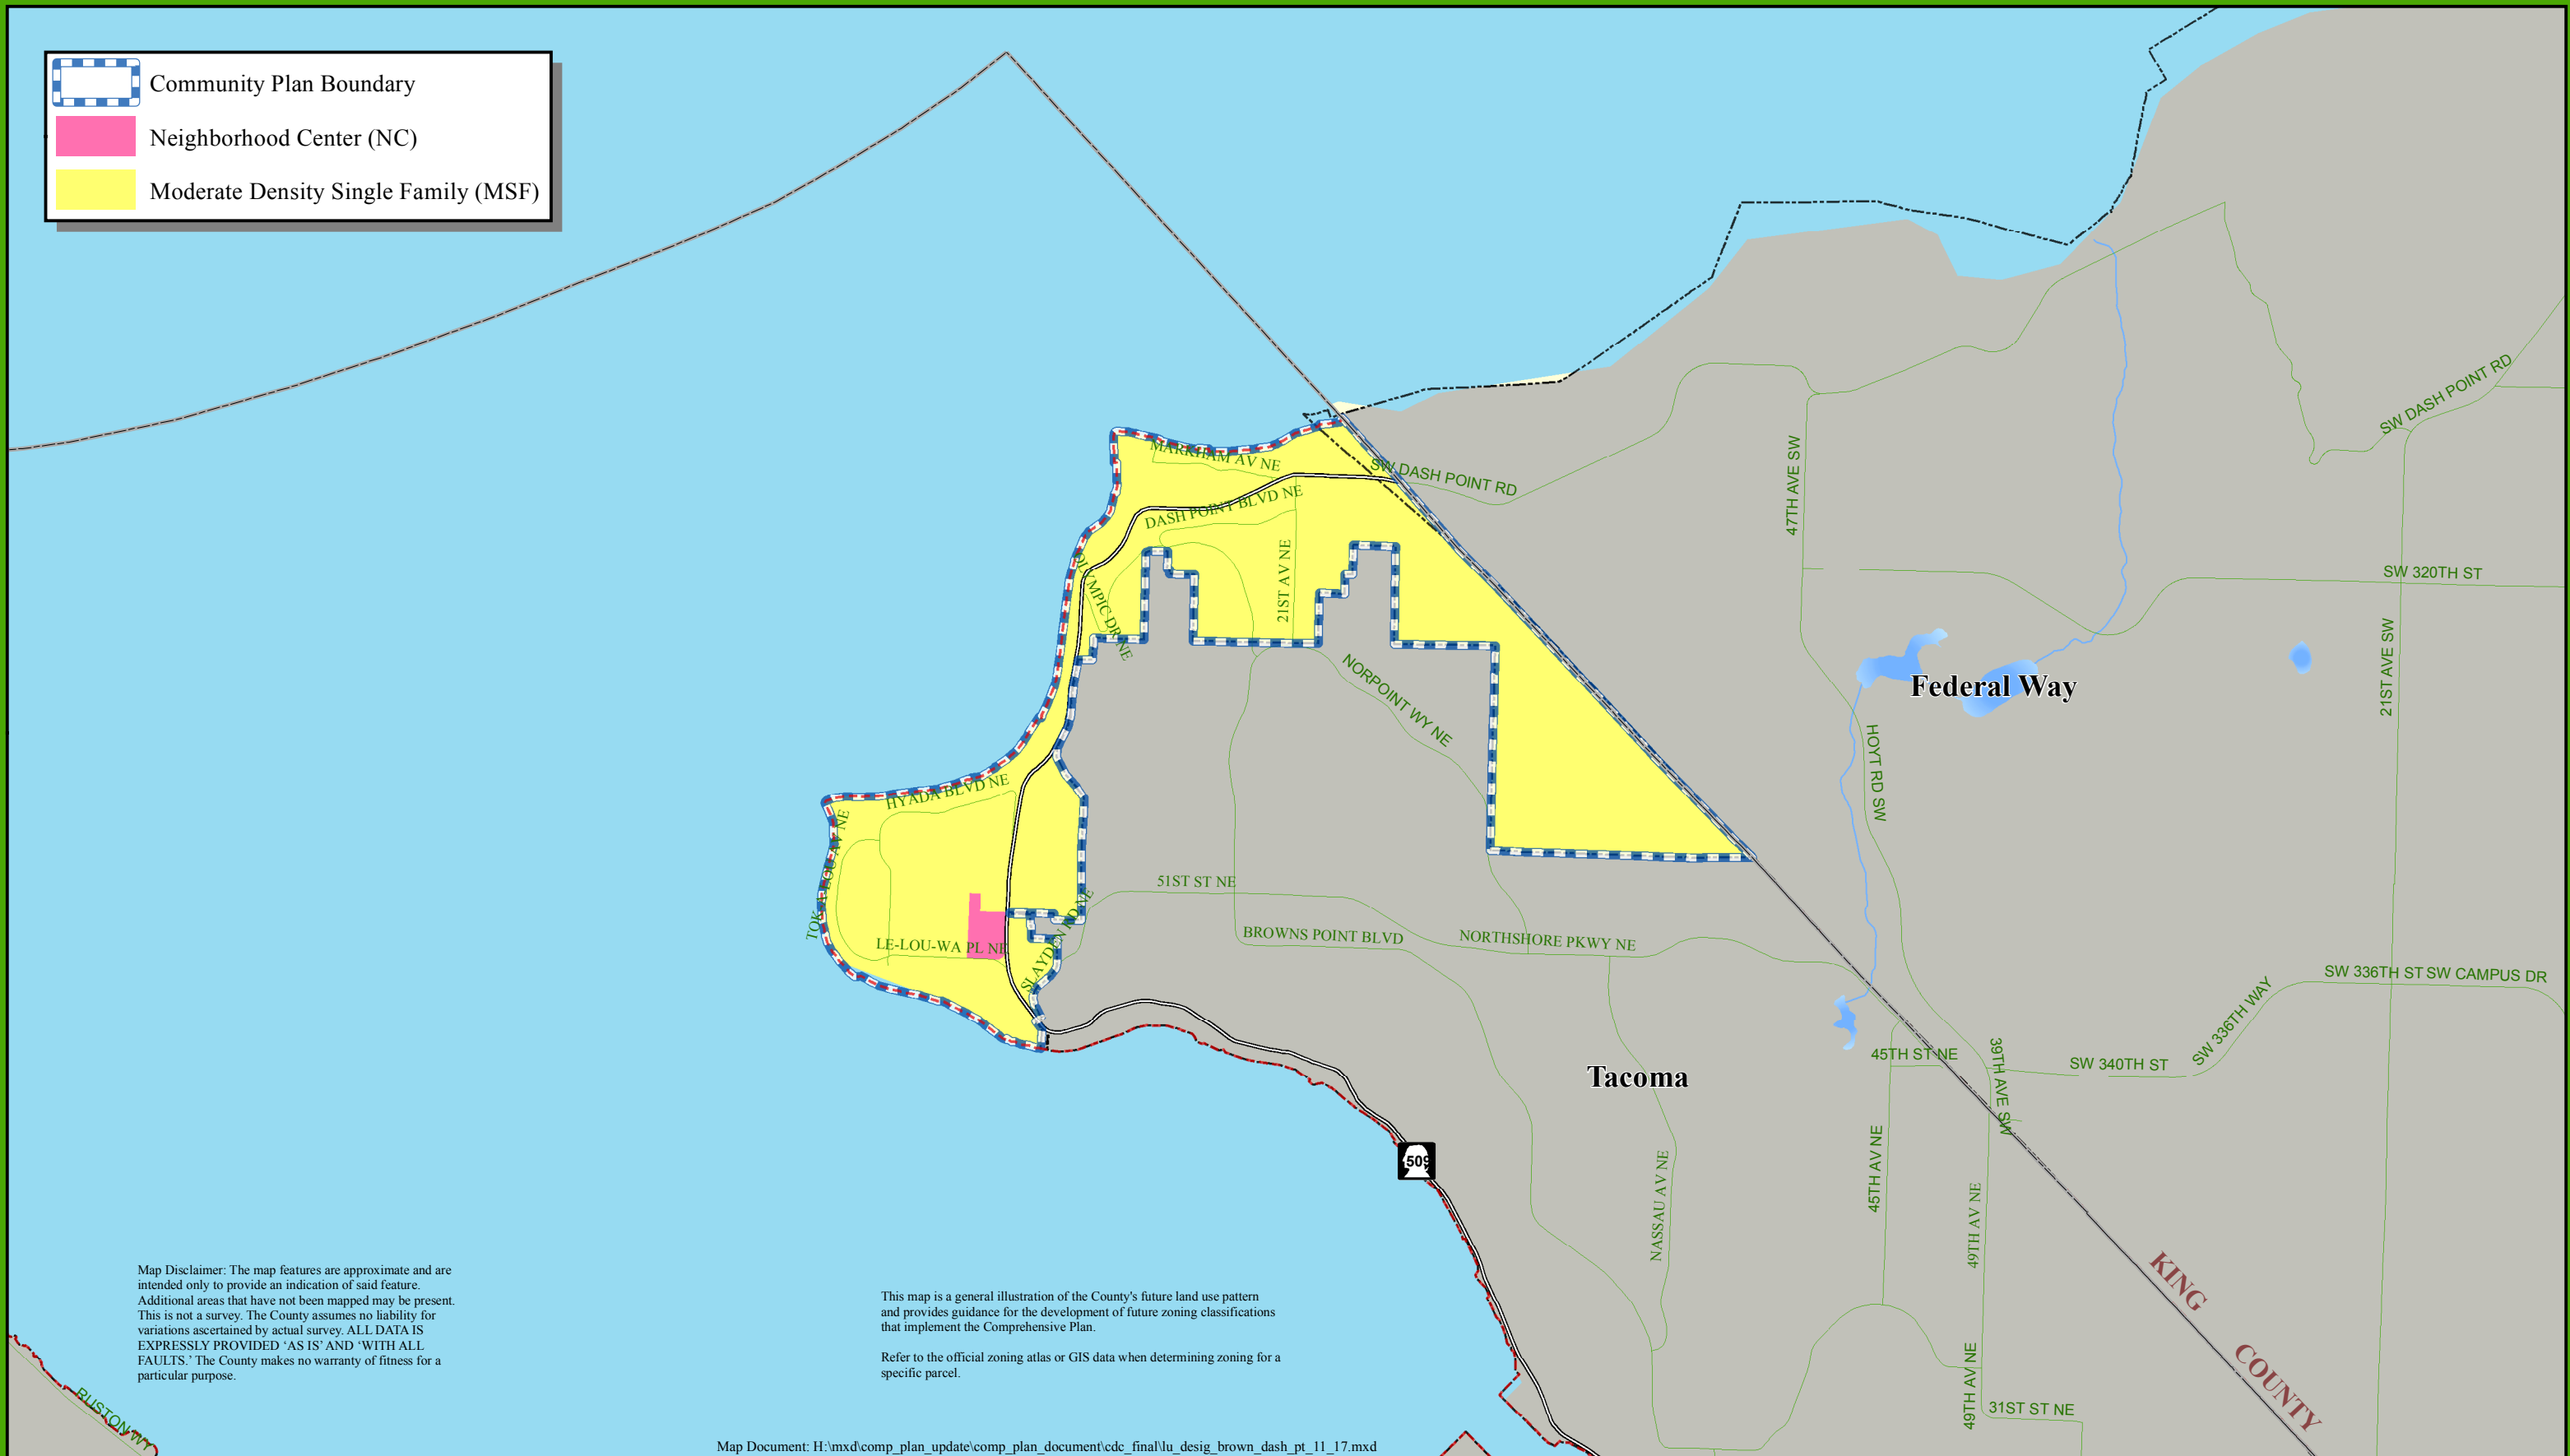 Community Plan Boundary
Neighborhood Center (NC)
Moderate Density Single Family (MSF)
MARKHAM AV NE
SW DASH POINT RD
SW DASH POINT RD
DASH POINT BLVD NE
47TH AVE SW
OLYMPIC DR NE
21ST AV NE
SW 320TH ST
21ST AVE SW
NORPOINT WY NE
Federal Way
HOYT RD SW
HYADA BLVD NE
51ST ST NE
LE-LOU-WA PL NE
SLAYDEN RD NE
BROWNS POINT BLVD
NORTHSHORE PKWY NE
SW 336TH ST SW CAMPUS DR
SW 336TH WAY
45TH ST NE
39TH AVE SW
SW 340TH ST
Tacoma
509
NASSAU AV NE
45TH AV NE
49TH AV NE
KING
COUNTY
49TH AV NE
31ST ST NE
RUSTON WY
Map Disclaimer: The map features are approximate and are
intended only to provide an indication of said feature.
Additional areas that have not been mapped may be present.
This is not a survey. The County assumes no liability for
variations ascertained by actual survey. ALL DATA IS
EXPRESSLY PROVIDED ‘AS IS’ AND ‘WITH ALL
FAULTS.’ The County makes no warranty of fitness for a
particular purpose.
This map is a general illustration of the County's future land use pattern
and provides guidance for the development of future zoning classifications
that implement the Comprehensive Plan.
Refer to the official zoning atlas or GIS data when determining zoning for a
specific parcel.
Map Document: H:\mxd\comp_plan_update\comp_plan_document\cdc_final\lu_desig_brown_dash_pt_11_17.mxd